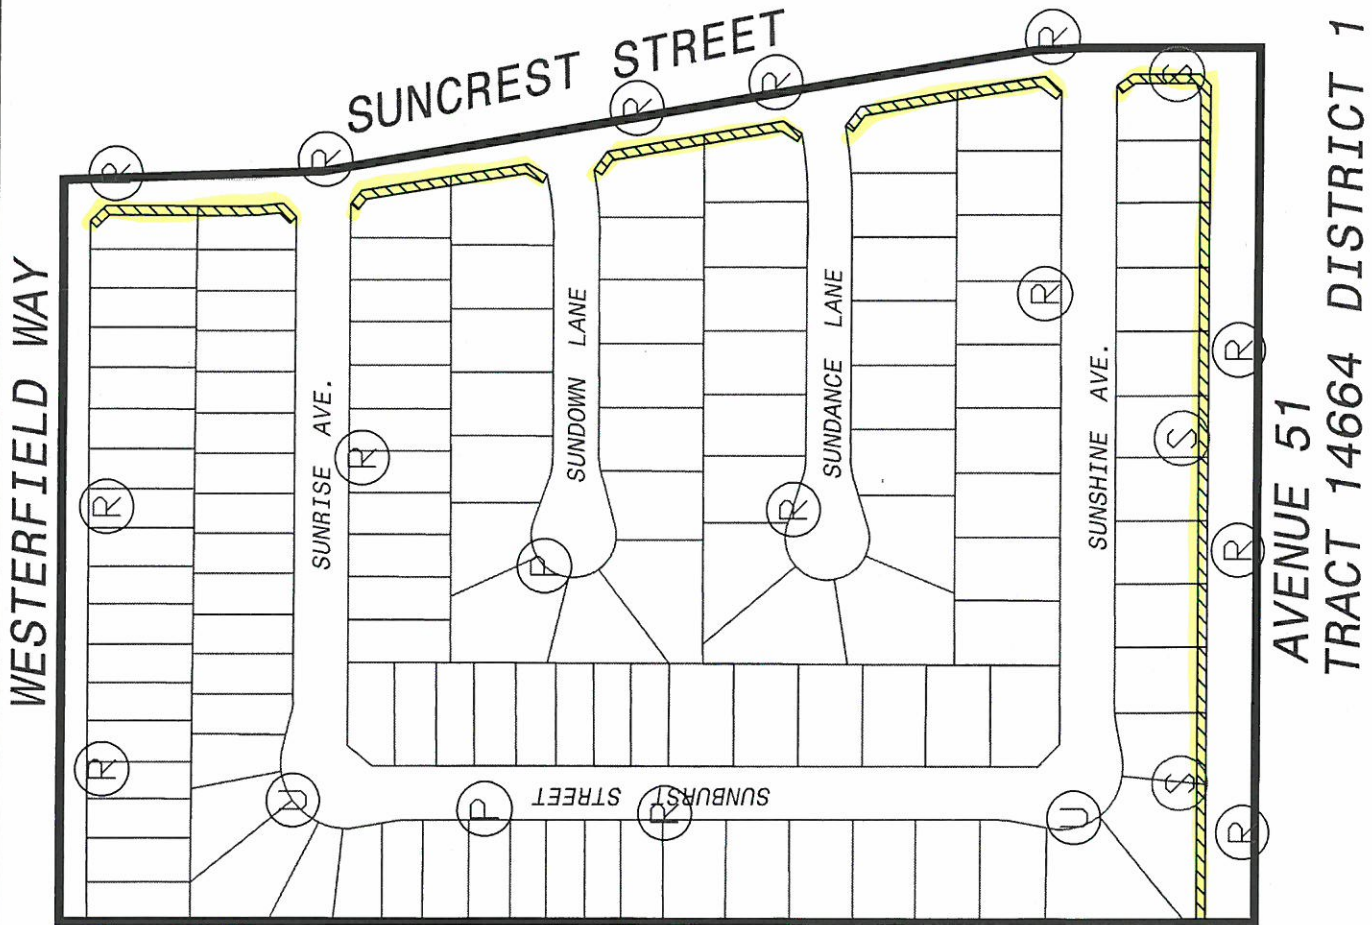 SUNCREST STREET
WESTERFIELD WAY
SUNRISE AVE.
SUNDOWN LANE
SUNDANCE LANE
SUNSHINE AVE.
SUNBURST STREET
AVENUE 51
TRACT 14664 DISTRICT 1
R
R
R
R
R
S
R
R
R
S
R
R
R
P
R
R
U
P
R
U
S
R